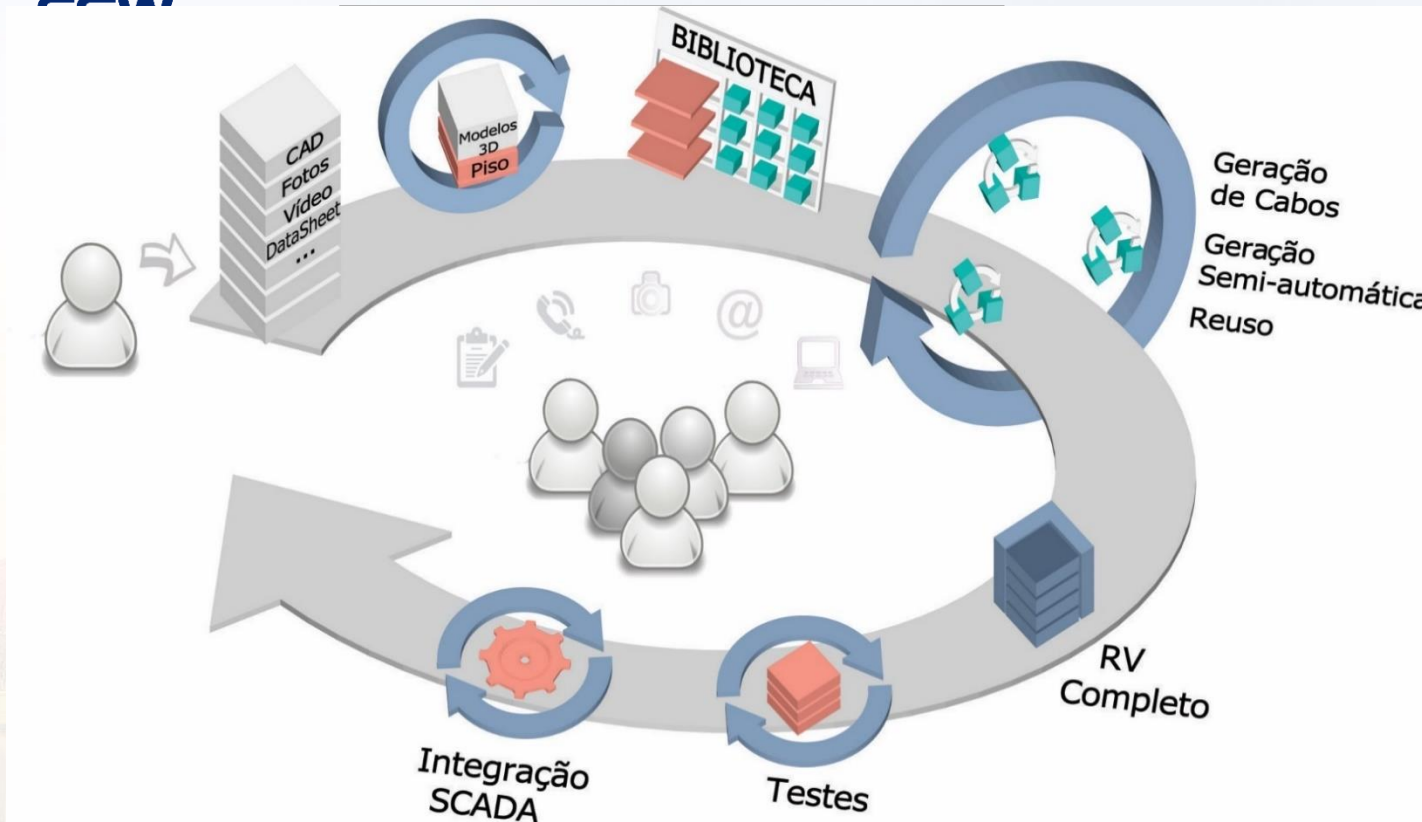 CAD
Fotos
Vídeo
DataSheet
...
Modelos
3D
Piso
BIBLIOTECA
Geração
de Cabos
Geração
Semi-automática
Reuso
@
RV
Completo
Testes
Integração
SCADA